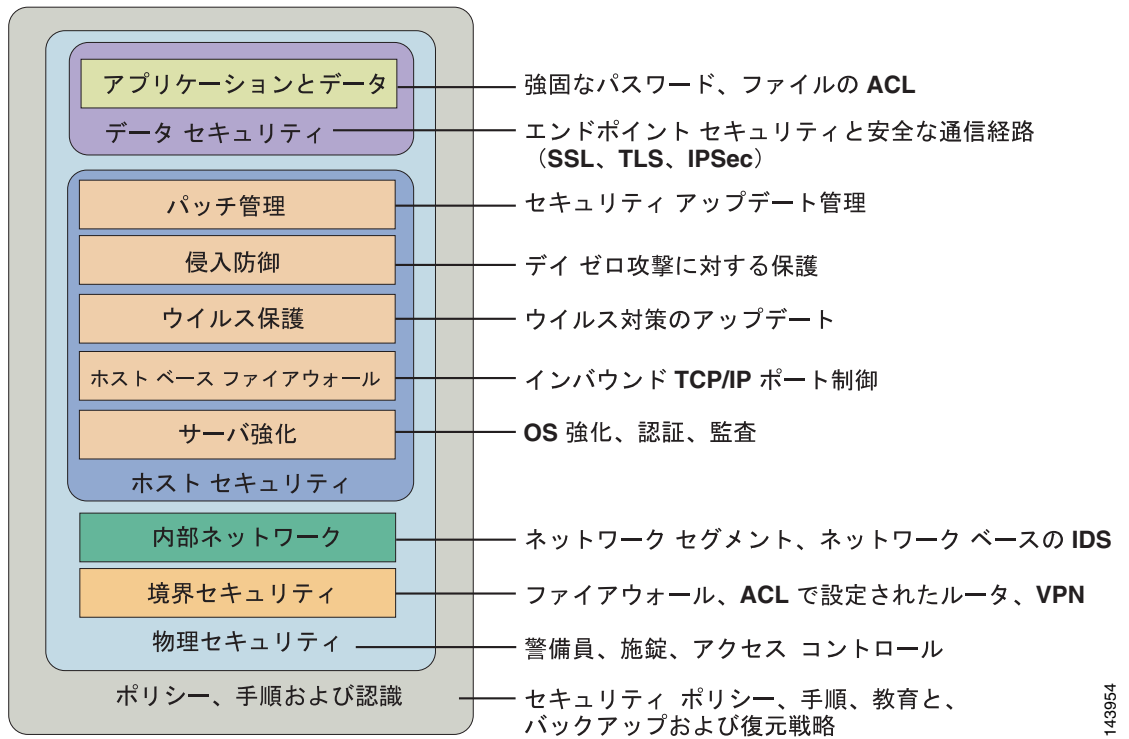 アプリケーションとデータ
強固なパスワード、ファイルの ACL
データ セキュリティ
エンドポイント セキュリティと安全な通信経路
（SSL、TLS、IPSec）
パッチ管理
セキュリティ アップデート管理
侵入防御
デイ ゼロ攻撃に対する保護
ウイルス保護
ウイルス対策のアップデート
ホスト ベース ファイアウォール
インバウンド TCP/IP ポート制御
サーバ強化
OS 強化、認証、監査
ホスト セキュリティ
内部ネットワーク
ネットワーク セグメント、ネットワーク ベースの IDS
境界セキュリティ
ファイアウォール、ACL で設定されたルータ、VPN
物理セキュリティ
警備員、施錠、アクセス コントロール
ポリシー、手順および認識
セキュリティ ポリシー、手順、教育と、
バックアップおよび復元戦略
143954